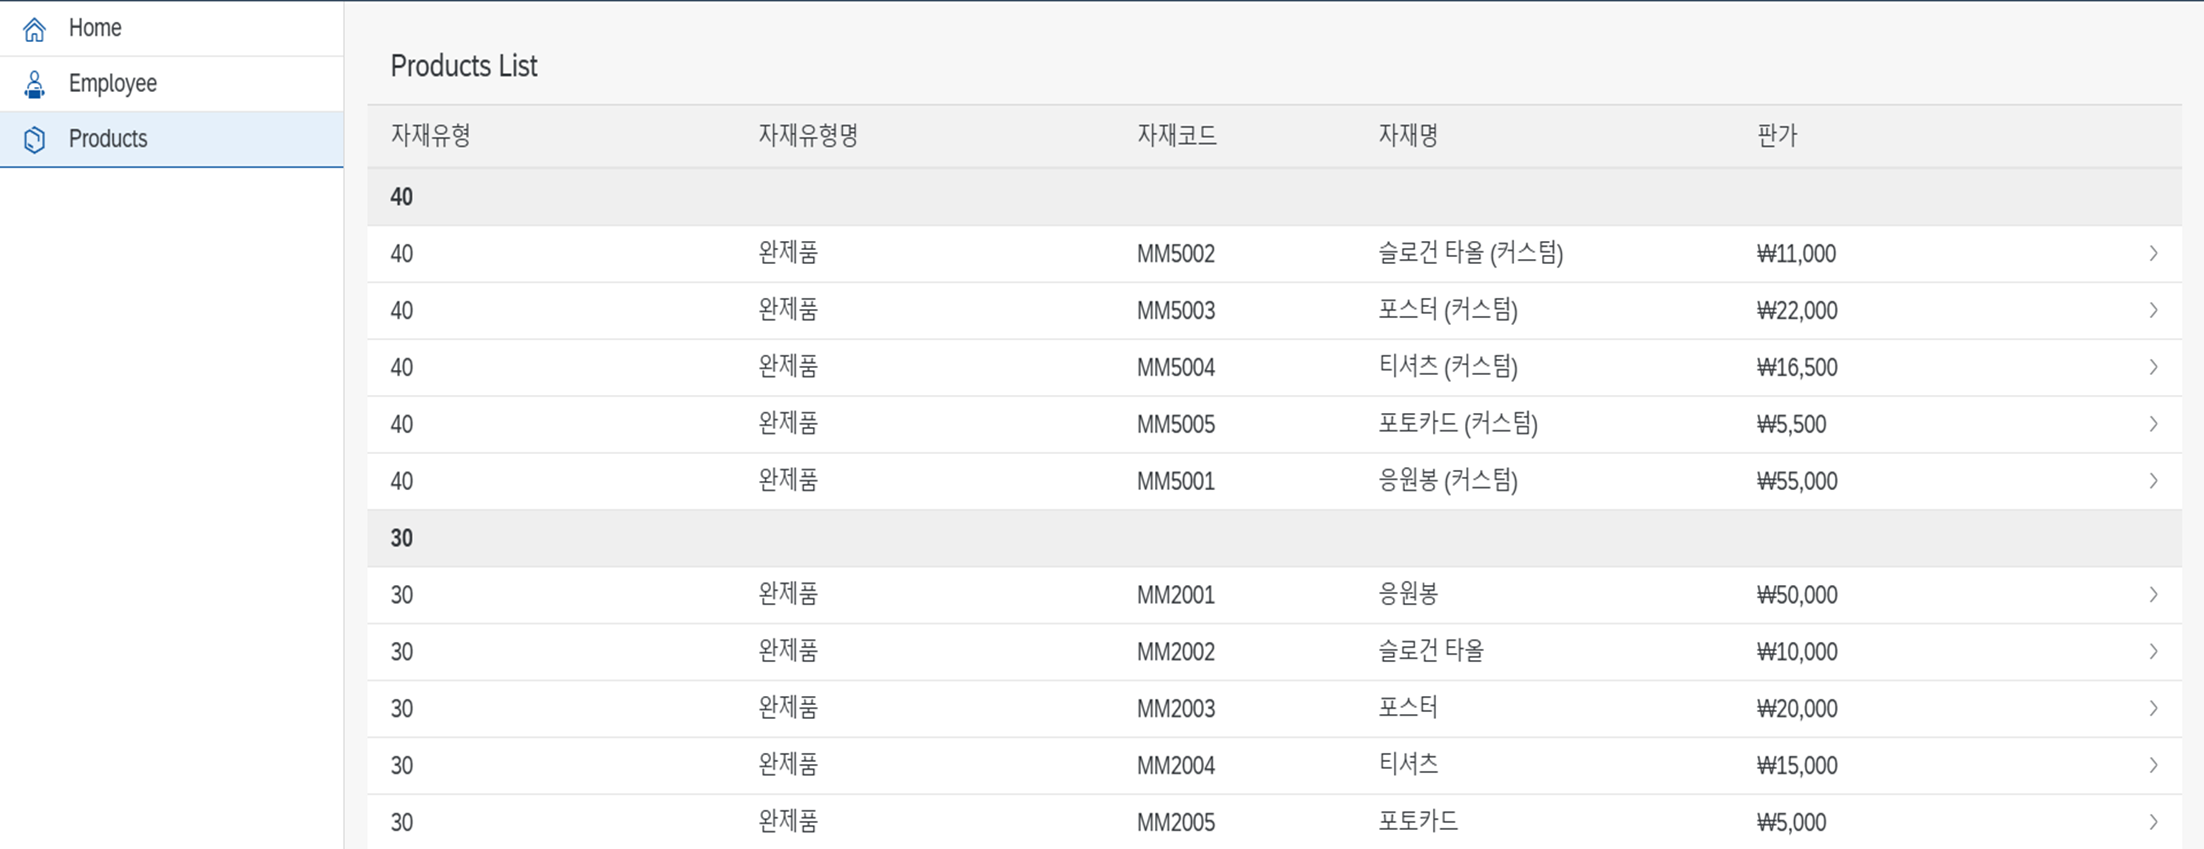 Home
Employee
Products
Products List
자재유형 자재유형명 자재코드 자재명 판가
40
40 완제품 MM5002 슬로건 타올 (커스텀) ₩11,000
40 완제품 MM5003 포스터 (커스텀) ₩22,000
40 완제품 MM5004 티셔츠 (커스텀) ₩16,500
40 완제품 MM5005 포토카드 (커스텀) ₩5,500
40 완제품 MM5001 응원봉 (커스텀) ₩55,000
30
30 완제품 MM2001 응원봉 ₩50,000
30 완제품 MM2002 슬로건 타올 ₩10,000
30 완제품 MM2003 포스터 ₩20,000
30 완제품 MM2004 티셔츠 ₩15,000
30 완제품 MM2005 포토카드 ₩5,000